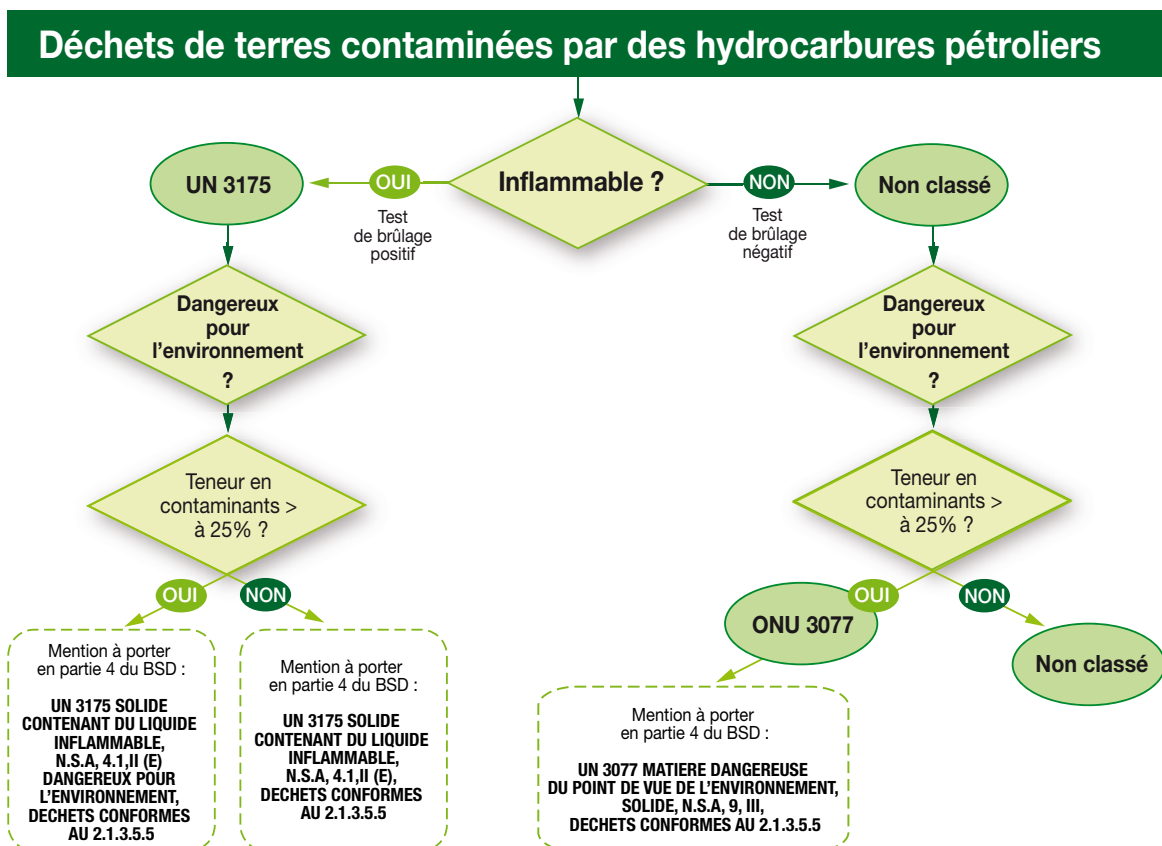 Déchets de terres contaminées par des hydrocarbures pétroliers
Inflammable ?
OUI
Test
de brûlage
positif
NON
Test
de brûlage
négatif
UN 3175
Dangereux
pour
l'environnement
?
Teneur en
contaminants >
à 25% ?
OUI
NON
Mention à porter
en partie 4 du BSD :
UN 3175 SOLIDE
CONTENANT DU LIQUIDE
INFLAMMABLE,
N.S.A, 4.1,II (E)
DANGEREUX POUR
L'ENVIRONNEMENT,
DECHETS CONFORMES
AU 2.1.3.5.5
Mention à porter
en partie 4 du BSD :
UN 3175 SOLIDE
CONTENANT DU LIQUIDE
INFLAMMABLE,
N.S.A, 4.1,II (E),
DECHETS CONFORMES
AU 2.1.3.5.5
Non classé
Dangereux
pour
l'environnement
?
Teneur en
contaminants >
à 25% ?
OUI
NON
ONU 3077
Non classé
Mention à porter
en partie 4 du BSD :
UN 3077 MATIERE DANGEREUSE
DU POINT DE VUE DE L'ENVIRONNEMENT,
SOLIDE, N.S.A, 9, III,
DECHETS CONFORMES AU 2.1.3.5.5